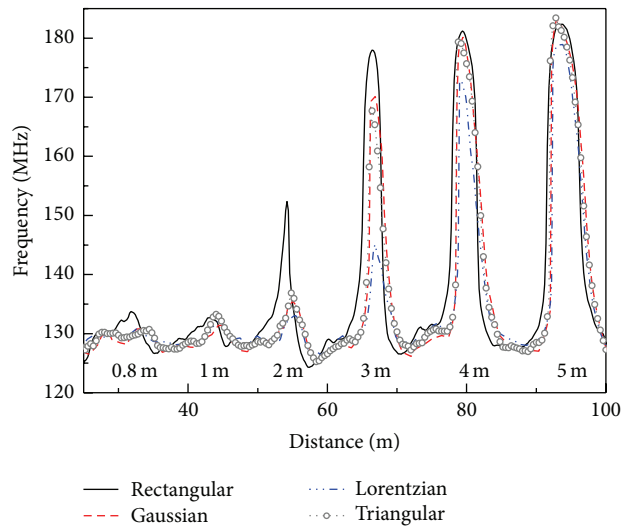 Frequency (MHz)
180
170
160
150
140
130
120
0.8 m 1 m 2 m 3 m 4 m 5 m
40 60 80 100
Distance (m)
Rectangular Lorentzian
Gaussian Triangular